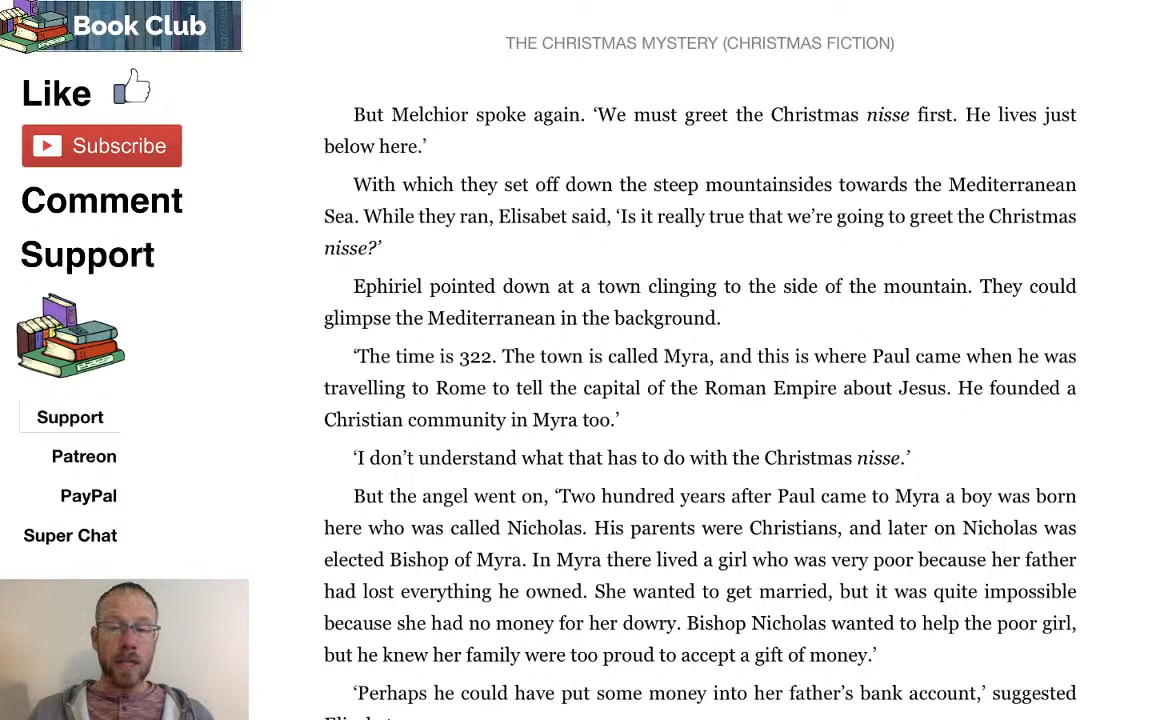 Book Club
Like
Subscribe
Comment
Support
Support
Patreon
PayPal
Super Chat
THE CHRISTMAS MYSTERY (CHRISTMAS FICTION)
But Melchior spoke again. ‘We must greet the Christmas nisse first. He lives just
below here.’
With which they set off down the steep mountainsides towards the Mediterranean
Sea. While they ran, Elisabet said, ‘Is it really true that we’re going to greet the Christmas
nisse?’
Ephiriel pointed down at a town clinging to the side of the mountain. They could
glimpse the Mediterranean in the background.
‘The time is 322. The town is called Myra, and this is where Paul came when he was
travelling to Rome to tell the capital of the Roman Empire about Jesus. He founded a
Christian community in Myra too.’
‘I don’t understand what that has to do with the Christmas nisse.’
But the angel went on, ‘Two hundred years after Paul came to Myra a boy was born
here who was called Nicholas. His parents were Christians, and later on Nicholas was
elected Bishop of Myra. In Myra there lived a girl who was very poor because her father
had lost everything he owned. She wanted to get married, but it was quite impossible
because she had no money for her dowry. Bishop Nicholas wanted to help the poor girl,
but he knew her family were too proud to accept a gift of money.’
‘Perhaps he could have put some money into her father’s bank account,’ suggested